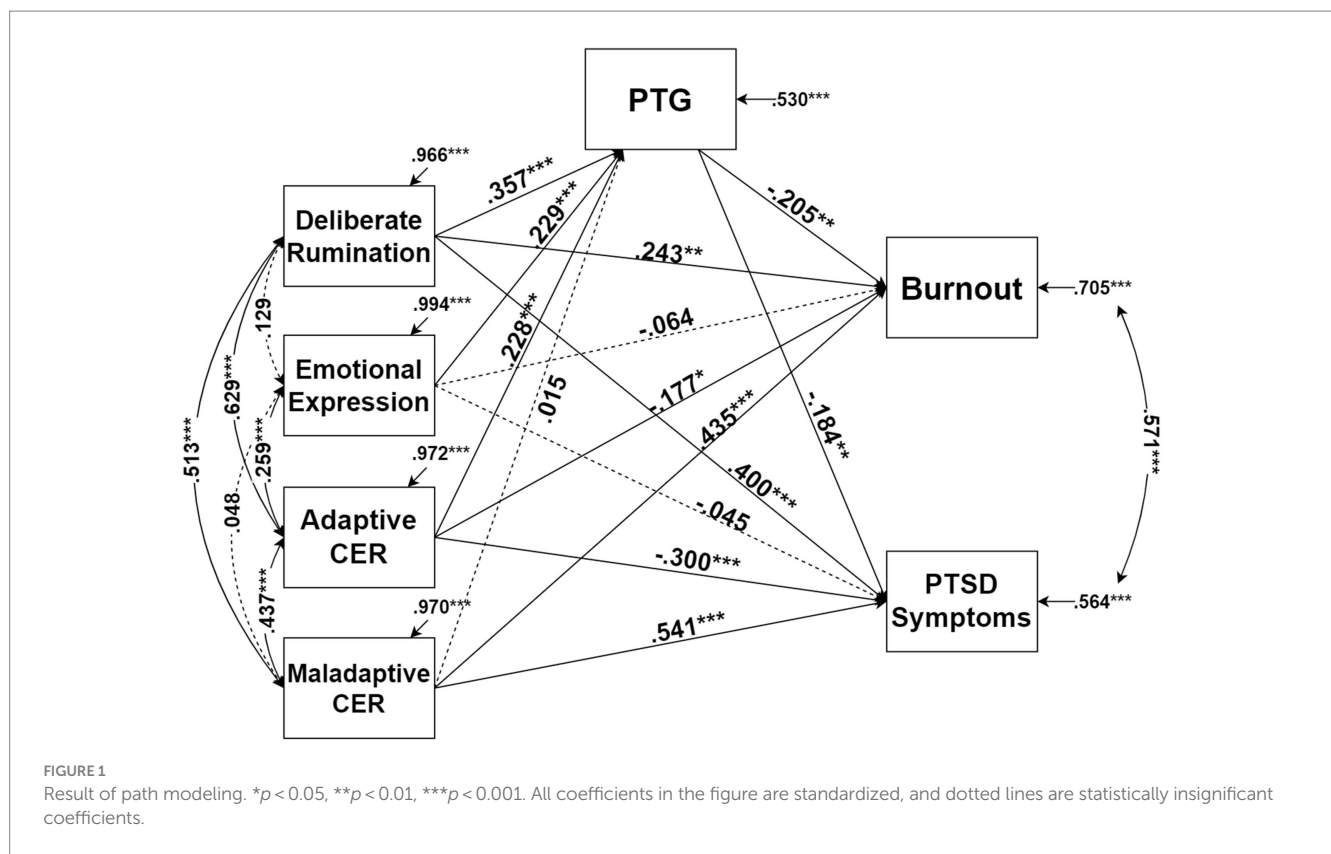 PTG
.530***
.966***
.357***
Deliberate
Rumination
.229***
-.205**
.243**
.129
.994***
.228***
Burnout
.705***
-.064
Emotional
Expression
.629***
.015
-.177*
.513***
.259***
.435***
-.184**
.571***
.972***
.048
.400***
Adaptive
CER
-.045
-.300***
PTSD
Symptoms
.564***
.437***
.970***
.541***
Maladaptive
CER
FIGURE 1
Result of path modeling. *p < 0.05, **p < 0.01, ***p < 0.001. All coefficients in the figure are standardized, and dotted lines are statistically insignificant
coefficients.